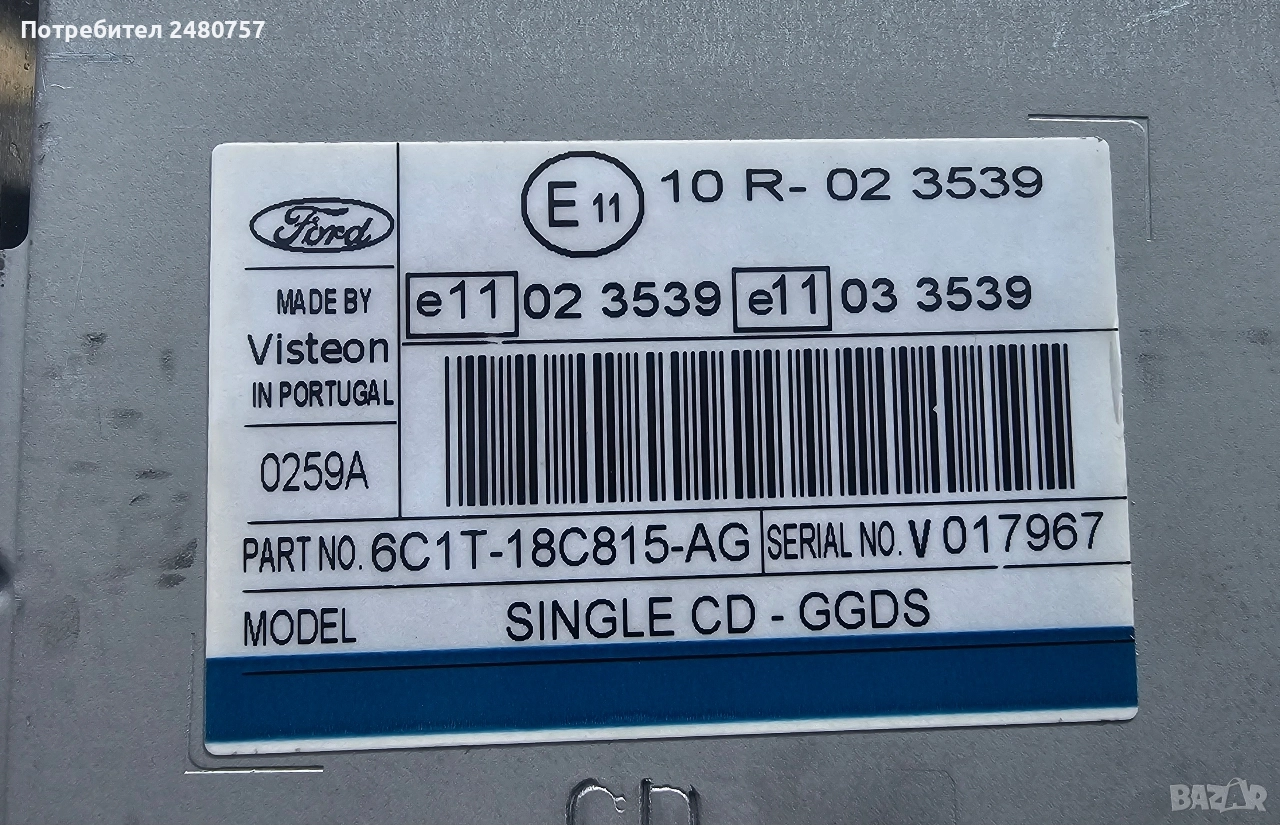 Потребител 2480757
E 11 10 R- 02 3539
Ford
e11 02 3539 e11 03 3539
MADE BY
Visteon
IN PORTUGAL
0259A
PART NO. 6C1T-18C815-AG SERIAL NO. V 017967
MODEL SINGLE CD - GGDS
CD
BAZAR